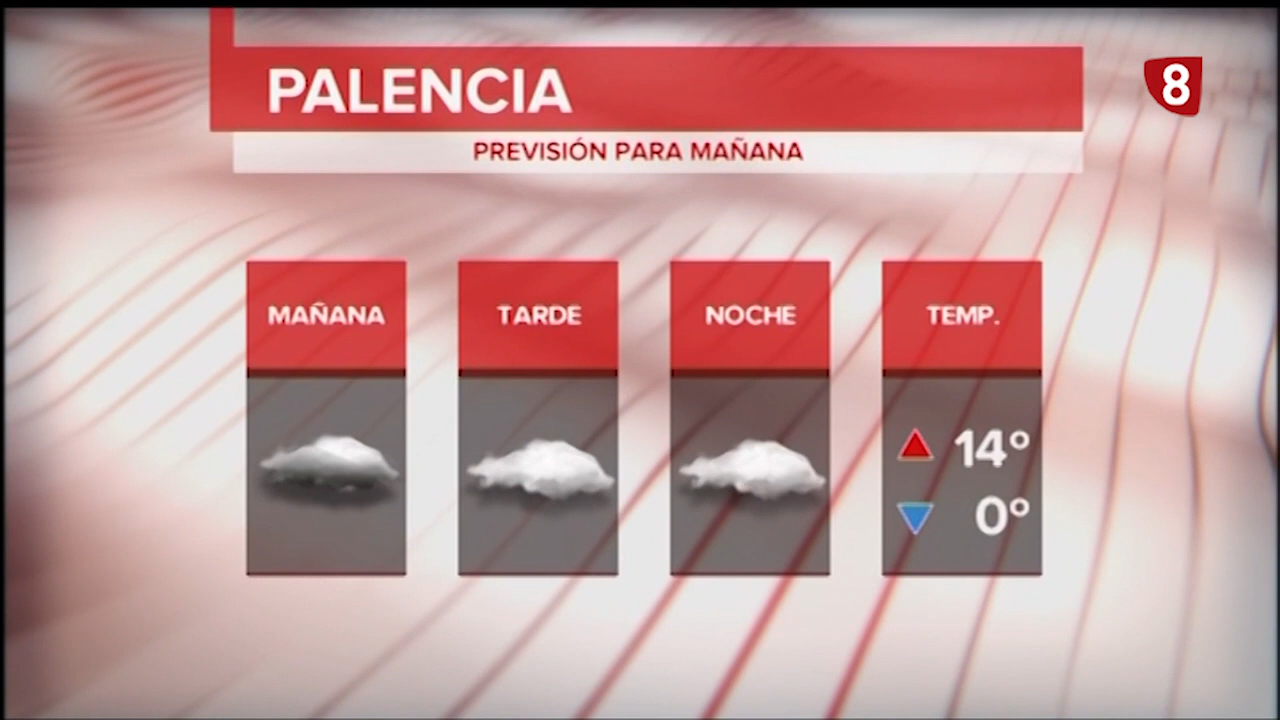 PALENCIA
8
PREVISIÓN PARA MAÑANA
MAÑANA
TARDE
NOCHE
TEMP.
14°
0°